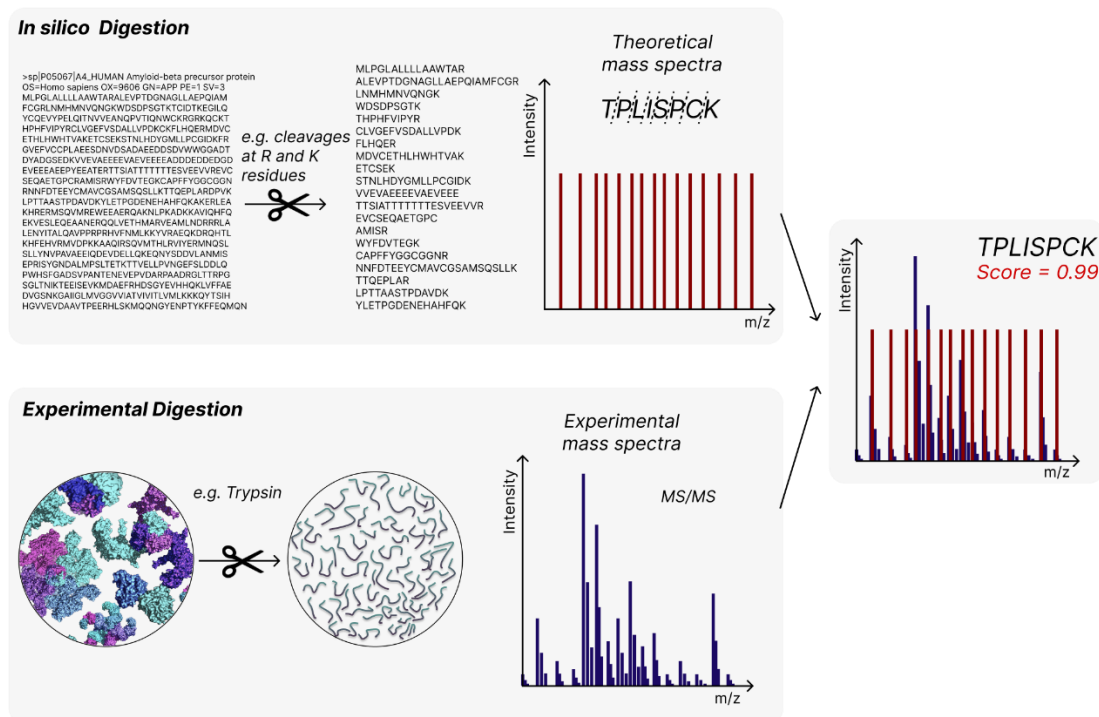 In silico Digestion
>sp|P05067|A4_HUMAN Amyloid-beta precursor protein
OS=Homo sapiens OX=9606 GN=APP PE=1 SV=3
MLPGLALLLLAAWTARALEVPTDGNAGLLAEPQIAM
FCGRLNMHMNVQNGKWDSDPSGTKTCIDTKEGILQ
YCQEVYPELQITNVVEANQPVTIQNWCKRGRKQCKT
HPHFVIPYRCLVGEFVSDALLVPDKCKFLHQERMDVC
ETHLHWHTVAKETCSEKSTNLHDYGMLLPCGIDKFR
GVEFVCCPLAEESDNVDSADAEEDDSDVWWGGADT
DYADGSEDKVVEVAEEEEVAEVEEEEADDDEDDEDGD
EVEEEAEEPYEEATERTTSIATTTTTTTESVEEVVREVC
SEQAETGPCRAMISRWYFDVTEGKCAPFFYGGCGGN
RNNFDTEEYCMAVCGSAMSQSLLKTTQEPLARDPVK
LPTTAASTPDAVDKYLETPGDENEHAHFQKAKERLEA
KHRERMSQVMREWEEAERQAKNLPKADKKAVIQHFQ
EKVESLEQEAANERQQLVETHMARVEAMLNDRRRLA
LENYITALQAVPPRPRHVFNMLKKYVRAEQKDRQHTL
KHFEHVRMVDPKKAAQIRSQVMTHLRVIYERMNQSL
SLLYNVPAVAEEIQDEVDELLQKEQNYSDDVLANMIS
EPRISYGNDALMPSLTETKTTVELLPVNGEFSLDDLQ
PWHSFGADSVPANTENEVEPVDARPAADRGLTTRPG
SGLTNIKTEEISEVKMDAEFRHDSGYEVHHQKLVFFAE
DVGSNKGAIIGLMVGGVVIATVIVITLVMLKKKQYTSIH
HGVVEVDAAVTPEERHLSKMQQNGYENPTYKFFEQMQN
e.g. cleavages
at R and K
residues
MLPGLALLLLAAWTAR
ALEVPTDGNAGLLAEPQIAMFCGR
LNMHMNVQNGK
WDSDPSGTK
THPHFVIPYR
CLVGEFVSDALLVPDK
FLHQER
MDVCETHLHWHTVAK
ETCSEK
STNLHDYGMLLPCGIDK
VVEVAEEEEVAEVEEE
TTSIATTTTTTTESVEEVVR
EVCSEQAETGPC
AMISR
WYFDVTEGK
CAPFFYGGCGGNR
NNFDTEEYCMAVCGSAMSQSLLK
TTQEPLAR
LPTTAASTPDAVDK
YLETPGDENEHAHFQK
Theoretical
mass spectra
TPLISPCK
Intensity
m/z
TPLISPCK
Score = 0.99
Intensity
m/z
Experimental Digestion
e.g. Trypsin
Experimental
mass spectra
MS/MS
Intensity
m/z